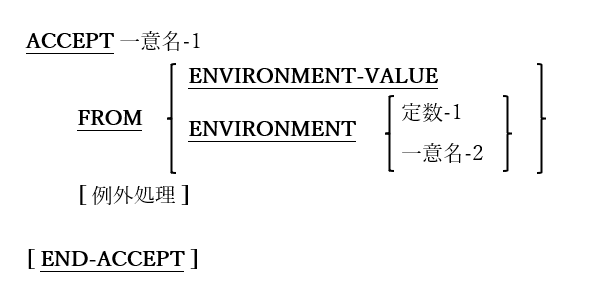 ACCEPT 一意名-1
ENVIRONMENT-VALUE
FROM ENVIRONMENT 定数-1
一意名-2
[ 例外処理 ]
[ END-ACCEPT ]